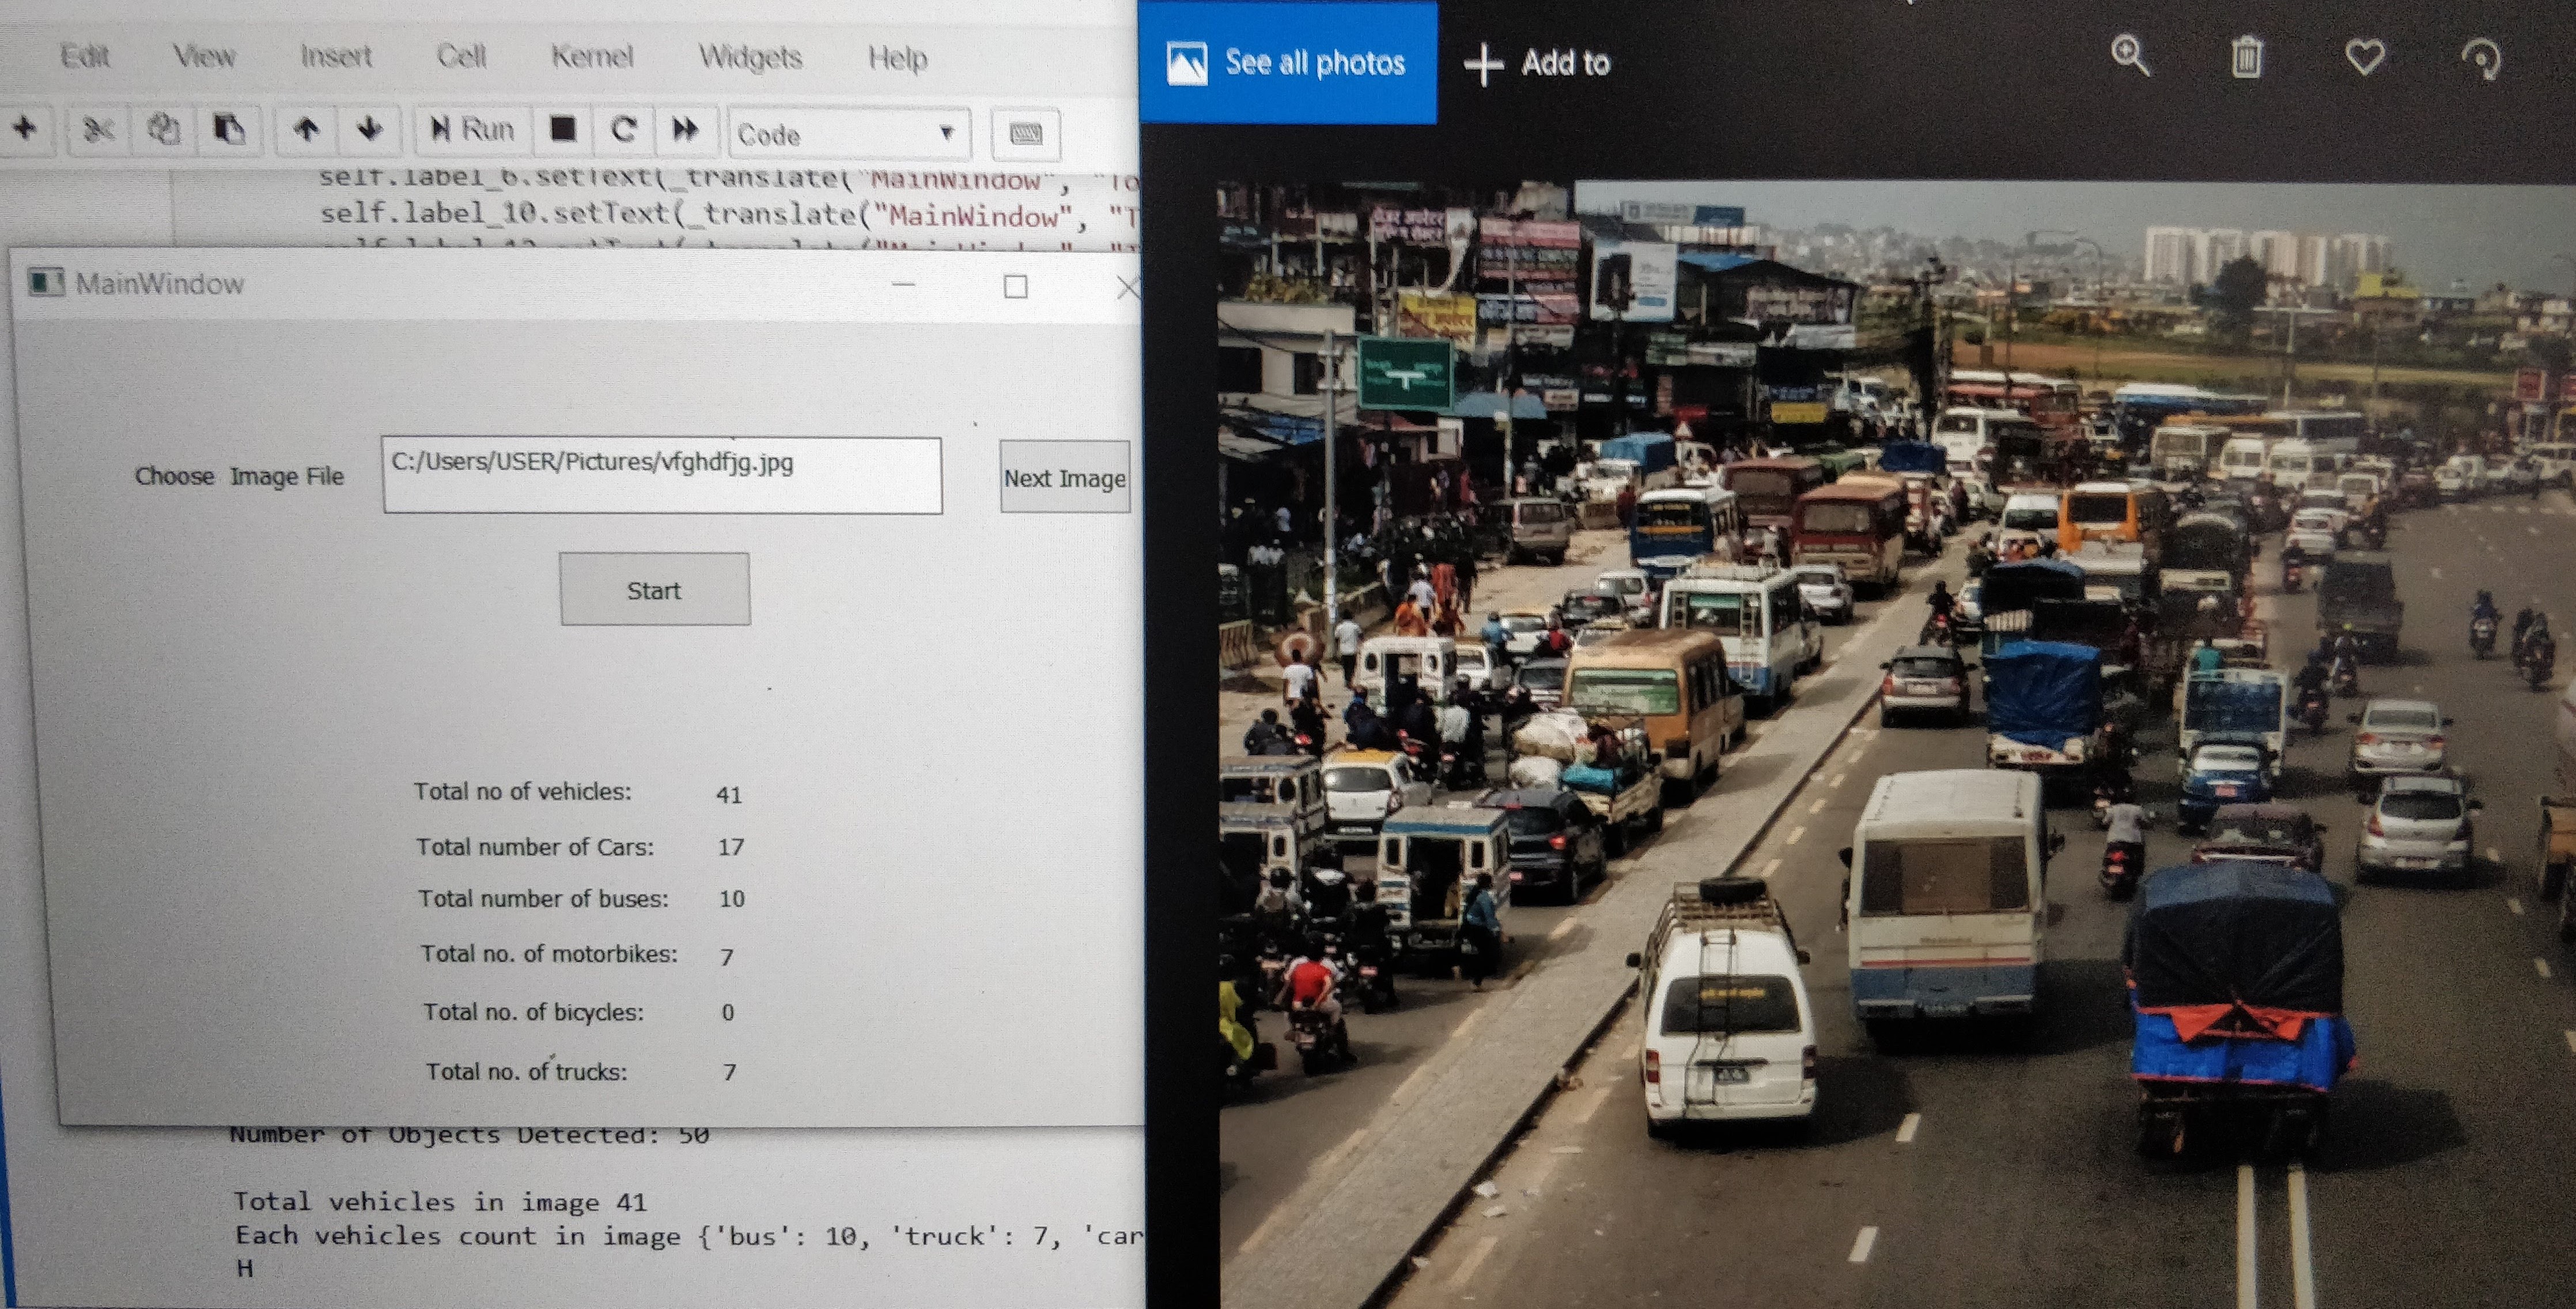 Edit View Insert Cell Kernel Widgets Help
Run Code
self.label_6.setText(_translate("MainWindow", "To
self.label_10.setText(_translate("MainWindow", "T
MainWindow
Choose Image File C:/Users/USER/Pictures/vfghdfjg.jpg Next Image
Start
Total no of vehicles: 41
Total number of Cars: 17
Total number of buses: 10
Total no. of motorbikes: 7
Total no. of bicycles: 0
Total no. of trucks: 7
Number of Objects Detected: 50
Total vehicles in image 41
Each vehicles count in image {'bus': 10, 'truck': 7, 'car
H
See all photos Add to